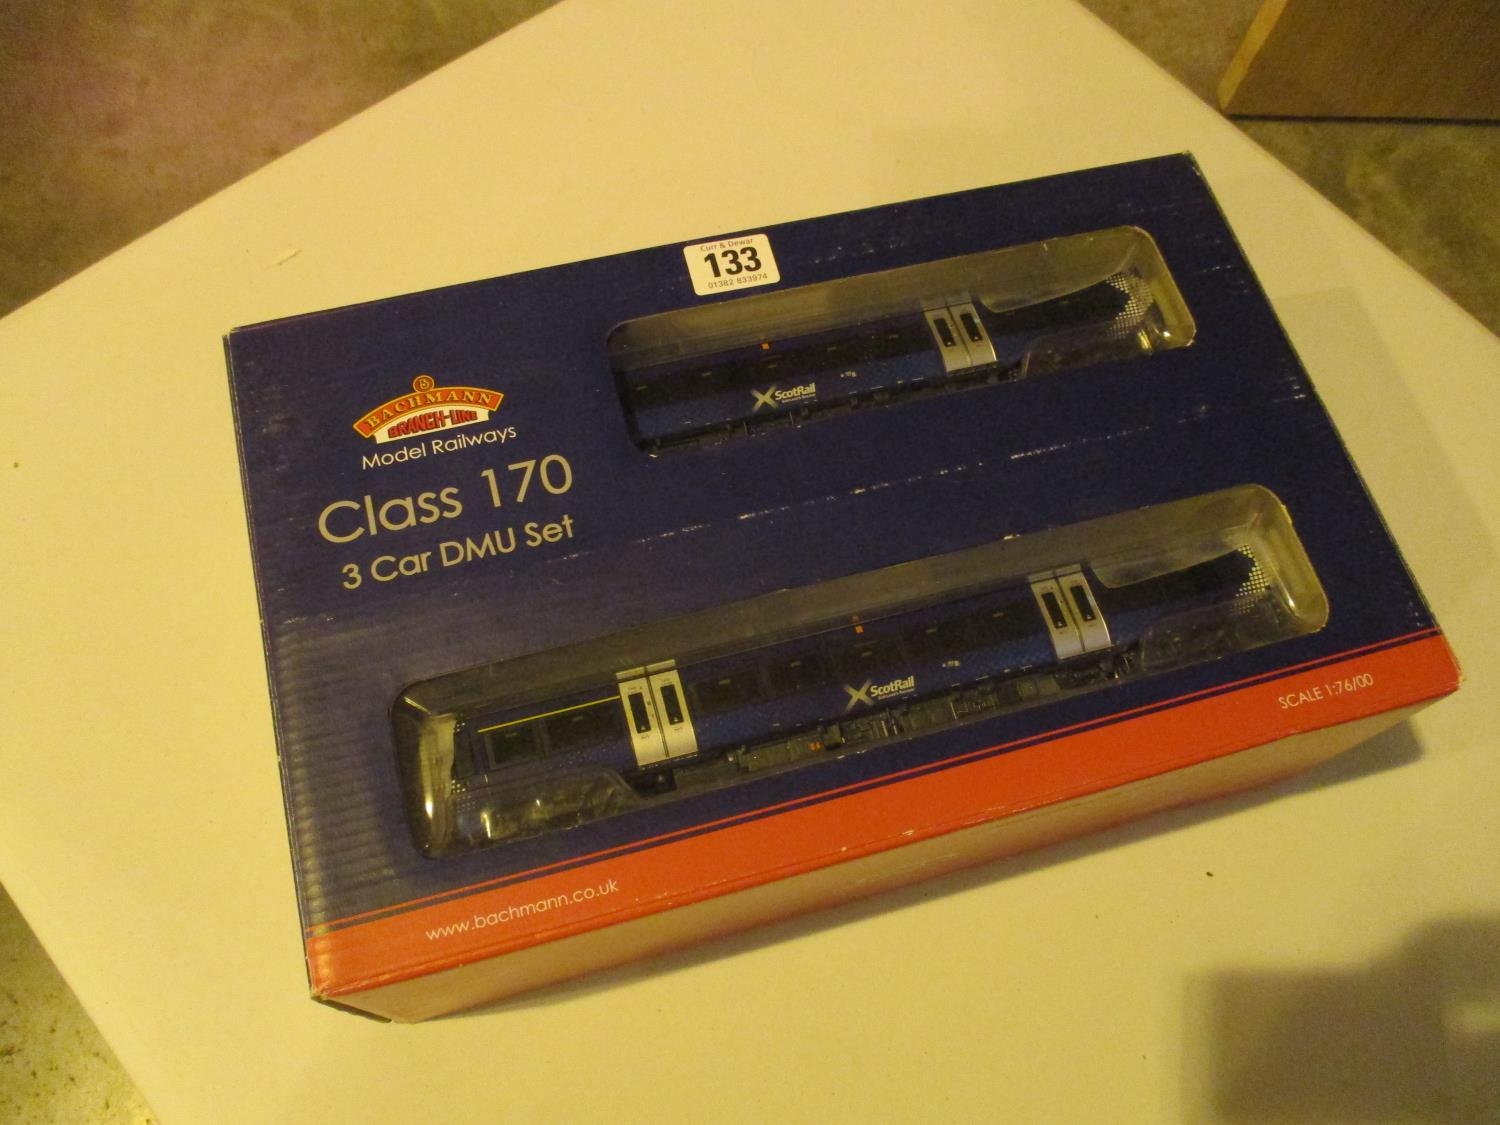 Curr & Dewar
133
01382 833974
BACHMANN
BRANCH-LINE
Model Railways
Class 170
3 Car DMU Set
ScotRail
ScotRail
SCALE 1:76/00
www.bachmann.co.uk